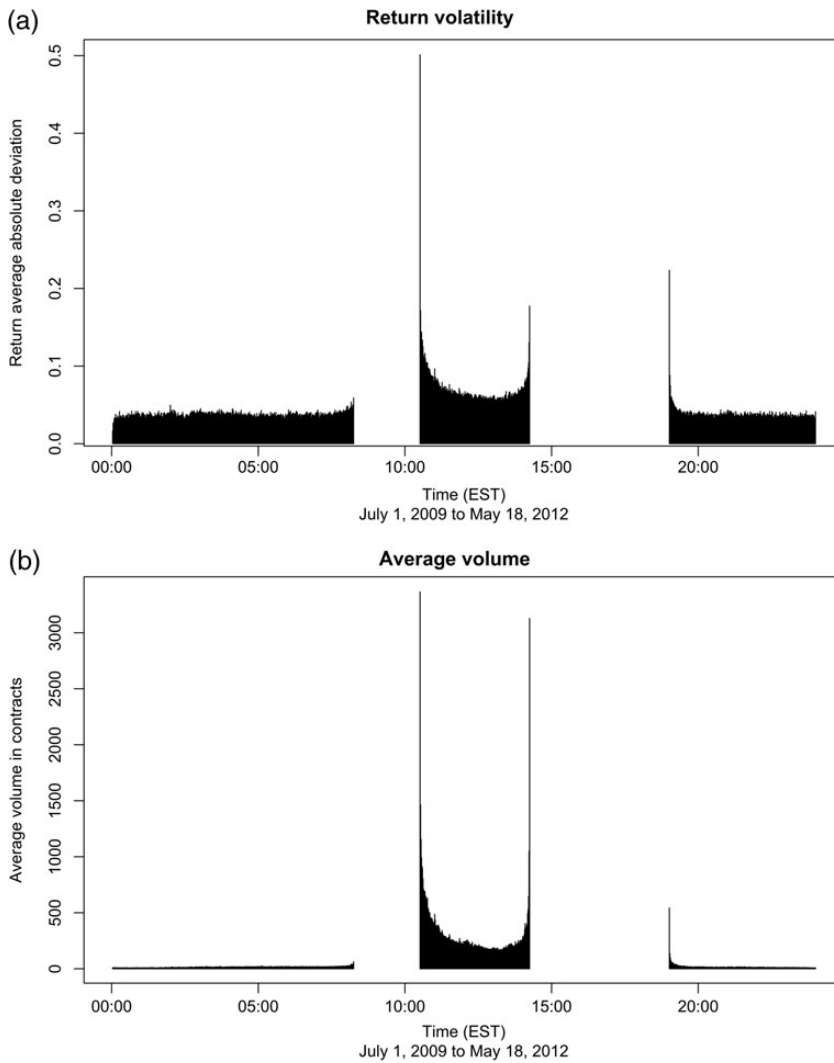 (a)
Return volatility
Return average absolute deviation
0.5
0.4
0.3
0.2
0.1
0.0
00:00 05:00 10:00 15:00 20:00
Time (EST)
July 1, 2009 to May 18, 2012
(b)
Average volume
Average volume in contracts
3000
2500
2000
1500
1000
500
0
00:00 05:00 10:00 15:00 20:00
Time (EST)
July 1, 2009 to May 18, 2012